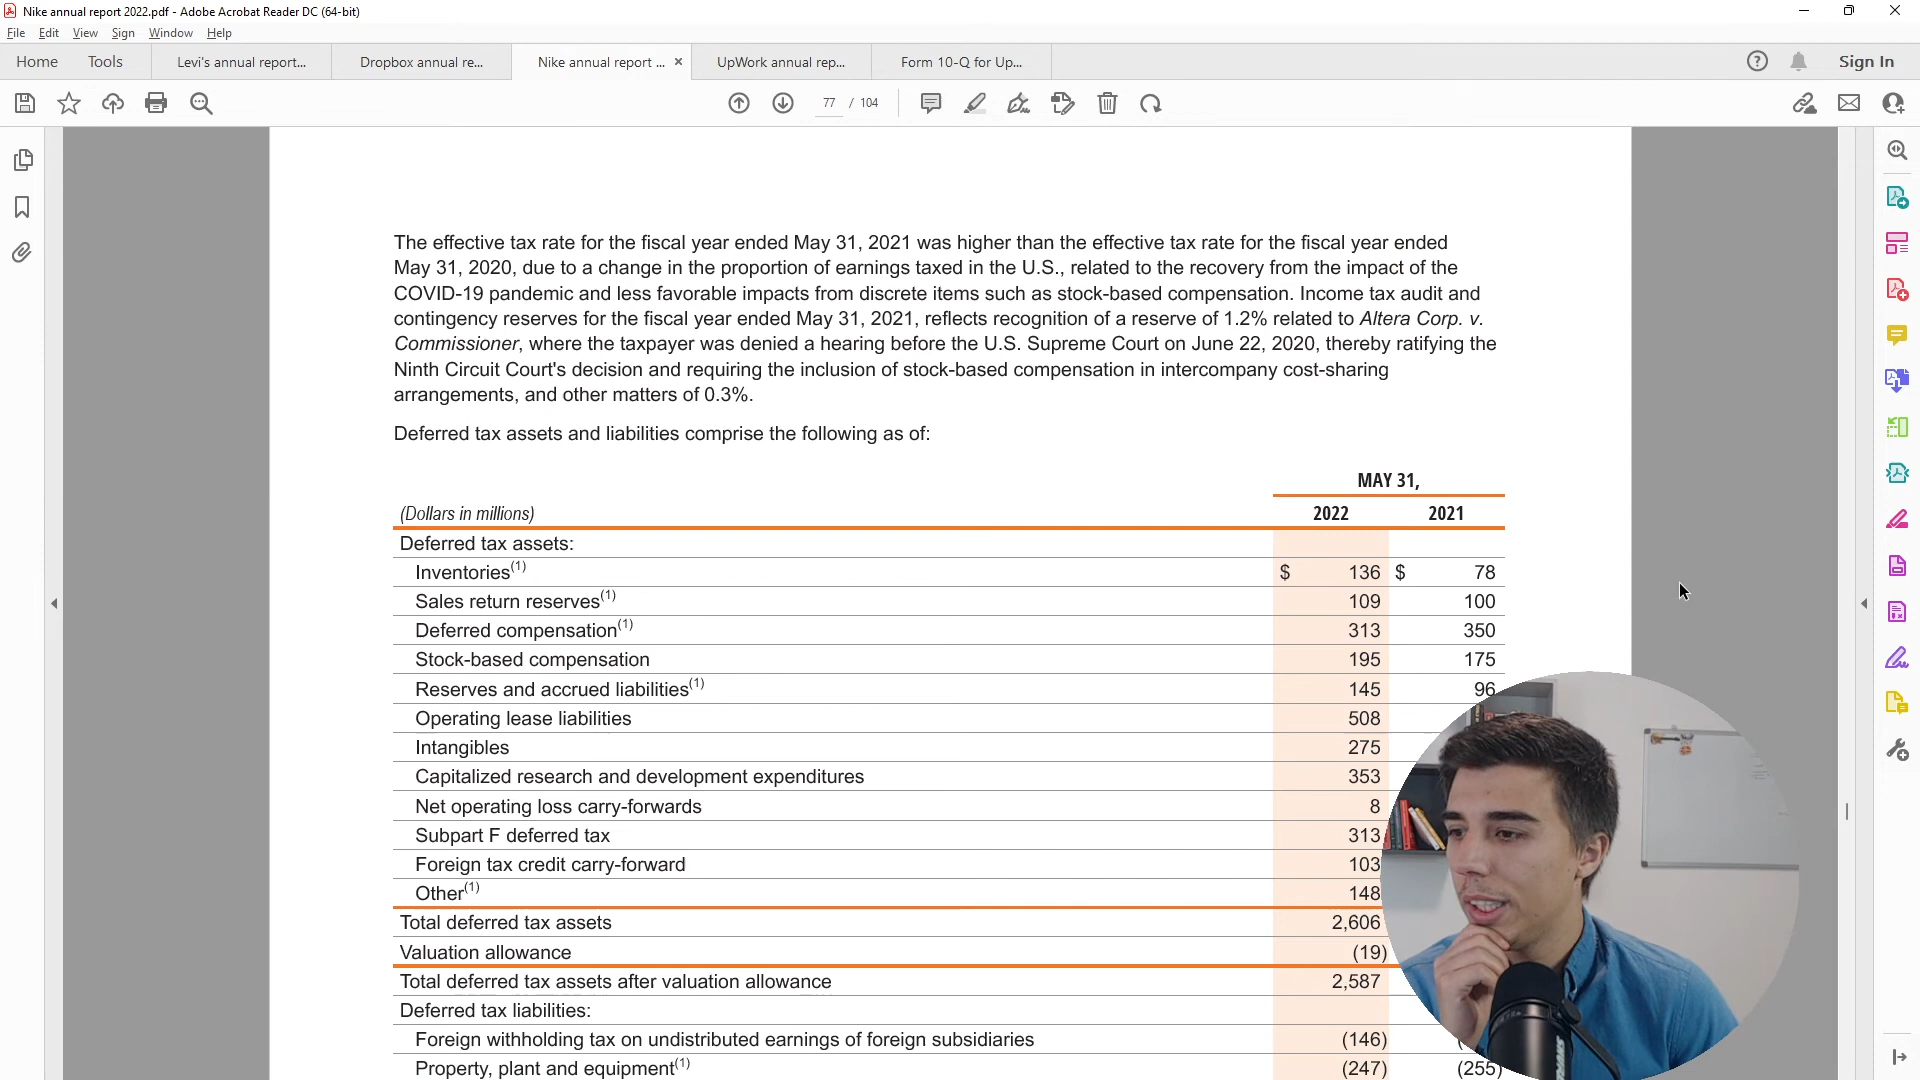 Nike annual report 2022.pdf - Adobe Acrobat Reader DC (64-bit)
File Edit View Sign Window Help
Home Tools Levi's annual report... Dropbox annual re... Nike annual report ... × UpWork annual rep... Form 10-Q for Up... Sign In
77 / 104
The effective tax rate for the fiscal year ended May 31, 2021 was higher than the effective tax rate for the fiscal year ended
May 31, 2020, due to a change in the proportion of earnings taxed in the U.S., related to the recovery from the impact of the
COVID-19 pandemic and less favorable impacts from discrete items such as stock-based compensation. Income tax audit and
contingency reserves for the fiscal year ended May 31, 2021, reflects recognition of a reserve of 1.2% related to Altera Corp. v.
Commissioner, where the taxpayer was denied a hearing before the U.S. Supreme Court on June 22, 2020, thereby ratifying the
Ninth Circuit Court's decision and requiring the inclusion of stock-based compensation in intercompany cost-sharing
arrangements, and other matters of 0.3%.
Deferred tax assets and liabilities comprise the following as of:
MAY 31,
(Dollars in millions) 2022 2021
Deferred tax assets:
Inventories(1) $ 136 $ 78
Sales return reserves(1) 109 100
Deferred compensation(1) 313 350
Stock-based compensation 195 175
Reserves and accrued liabilities(1) 145 96
Operating lease liabilities 508
Intangibles 275
Capitalized research and development expenditures 353
Net operating loss carry-forwards 8
Subpart F deferred tax 313
Foreign tax credit carry-forward 103
Other(1) 148
Total deferred tax assets 2,606
Valuation allowance (19)
Total deferred tax assets after valuation allowance 2,587
Deferred tax liabilities:
Foreign withholding tax on undistributed earnings of foreign subsidiaries (146)
Property, plant and equipment(1) (247) (255)